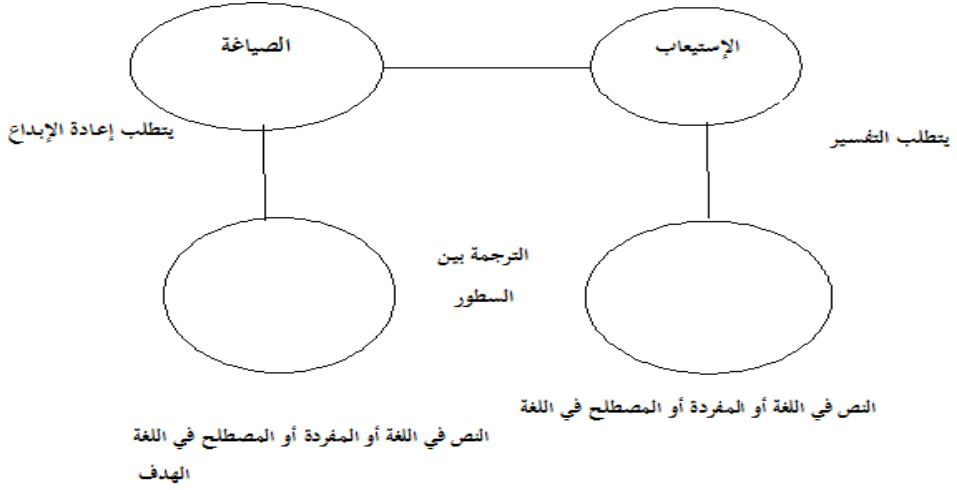 الإستيعاب
الصياغة
يتطلب التفسير
يتطلب إعادة الإبداع
الترجمة بين
السطور
النص في اللغة أو المفردة أو المصطلح في اللغة
النص في اللغة أو المفردة أو المصطلح في اللغة
الهدف